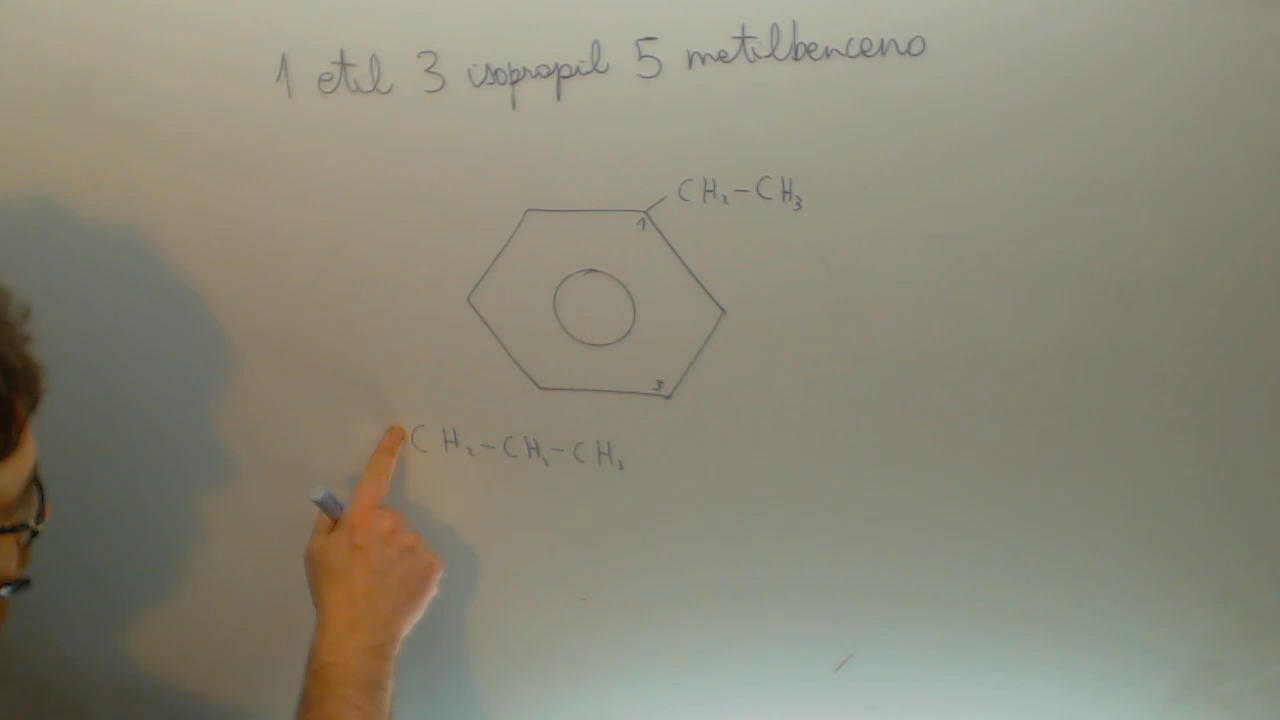 1 etil 3 isopropil 5 metilbenceno
CH₂-CH₃
1
3
CH₂-CH₂-CH₃